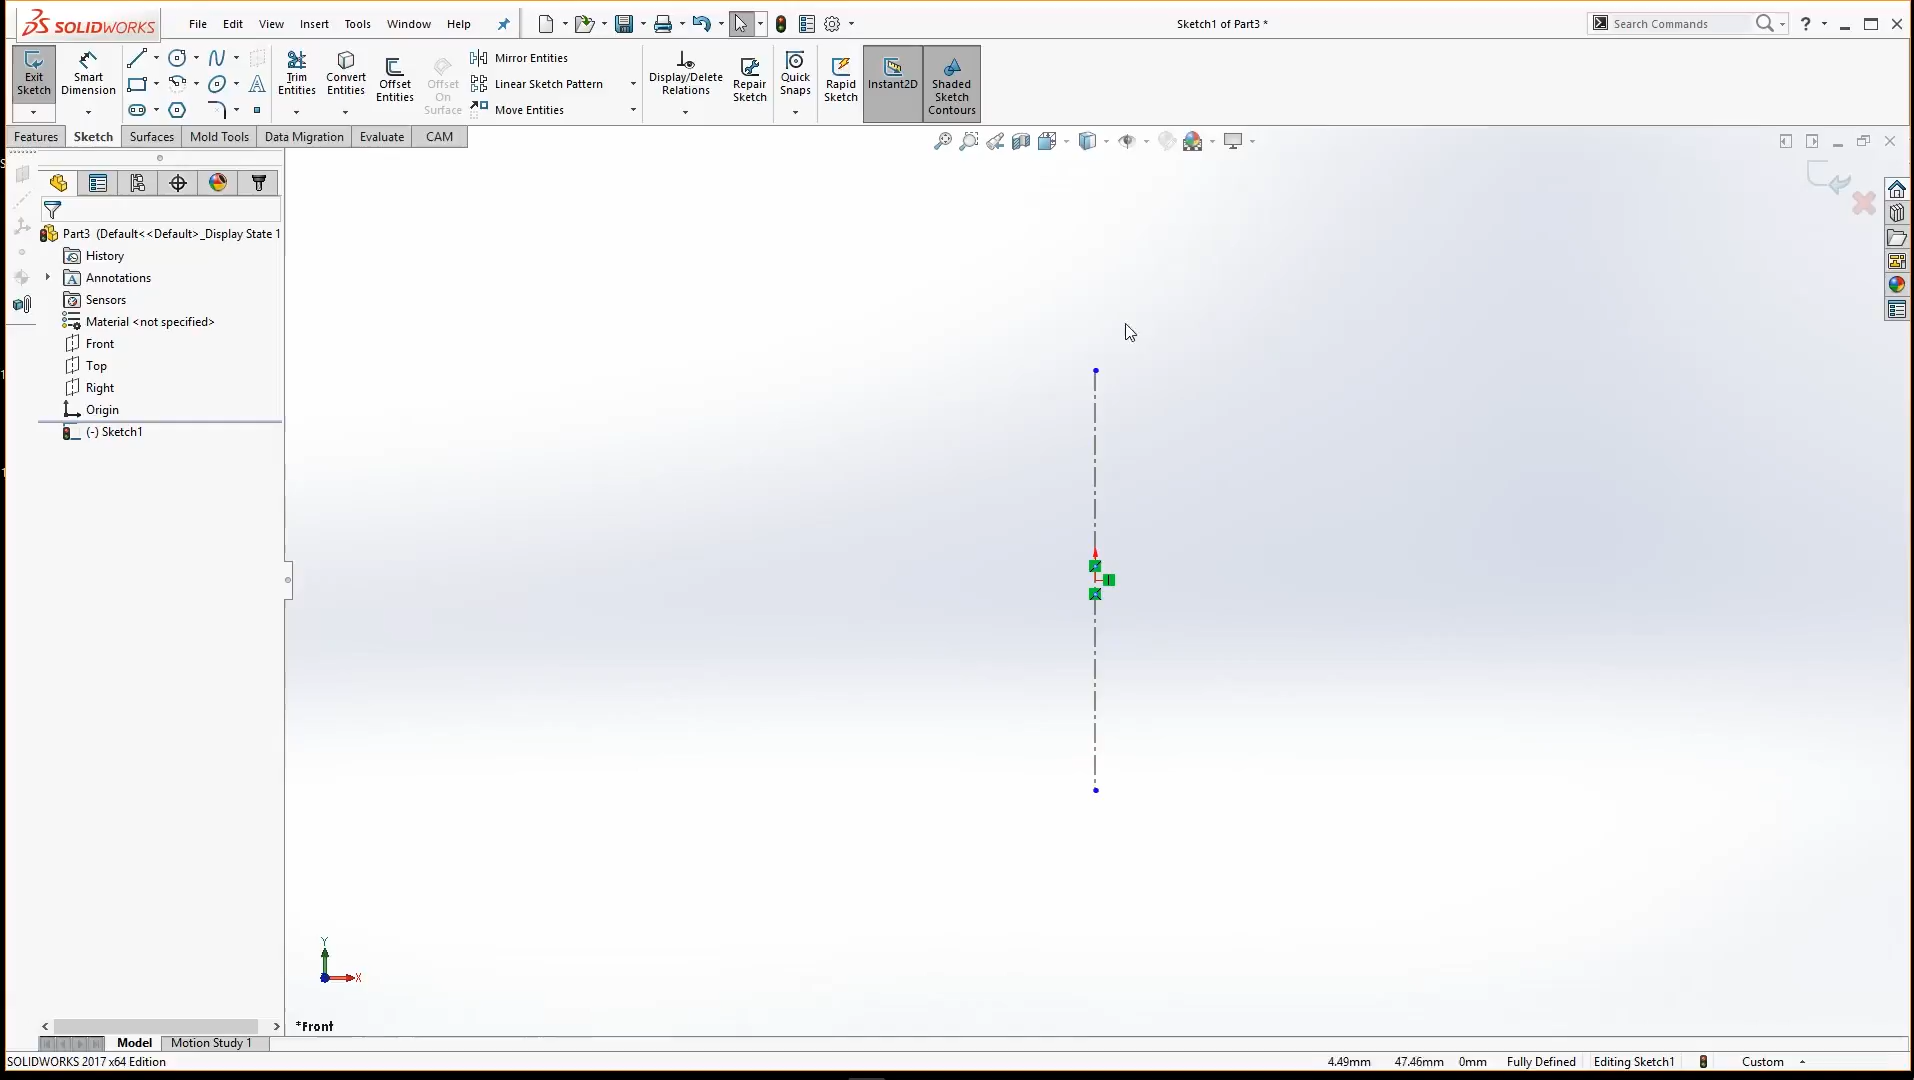 SOLIDWORKS File Edit View Insert Tools Window Help Sketch1 of Part3 * Search Commands ?
Exit Sketch
Smart Dimension
Trim Entities
Convert Entities
Offset Entities
Offset On Surface
Mirror Entities
Linear Sketch Pattern
Move Entities
Display/Delete Relations
Repair Sketch
Quick Snaps
Rapid Sketch
Instant2D
Shaded Sketch Contours
Features Sketch Surfaces Mold Tools Data Migration Evaluate CAM
Part3 (Default<<Default>_Display State 1
History
Annotations
Sensors
Material <not specified>
Front
Top
Right
Origin
(-) Sketch1
Y
X
*Front
Model Motion Study 1
SOLIDWORKS 2017 x64 Edition 4.49mm 47.46mm 0mm Fully Defined Editing Sketch1 Custom